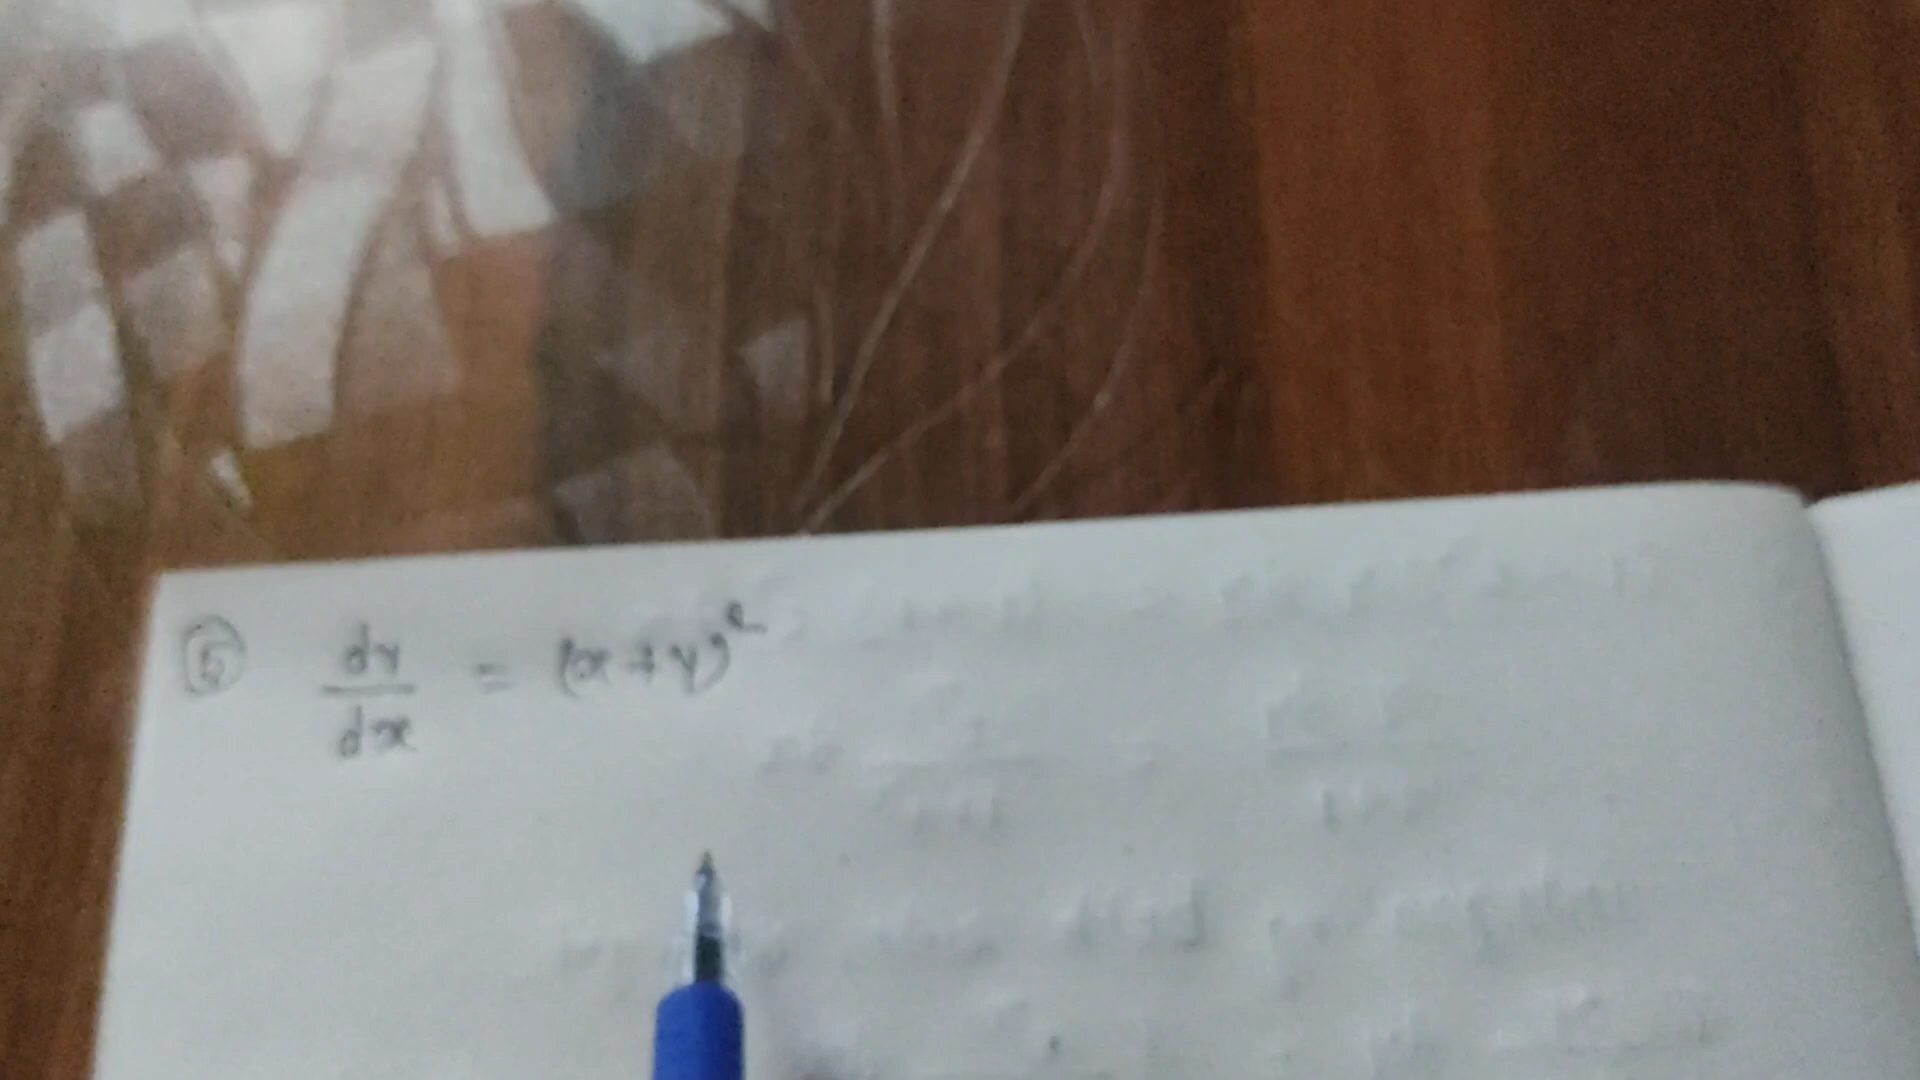 ⑤ dy/dx = (x+y)²